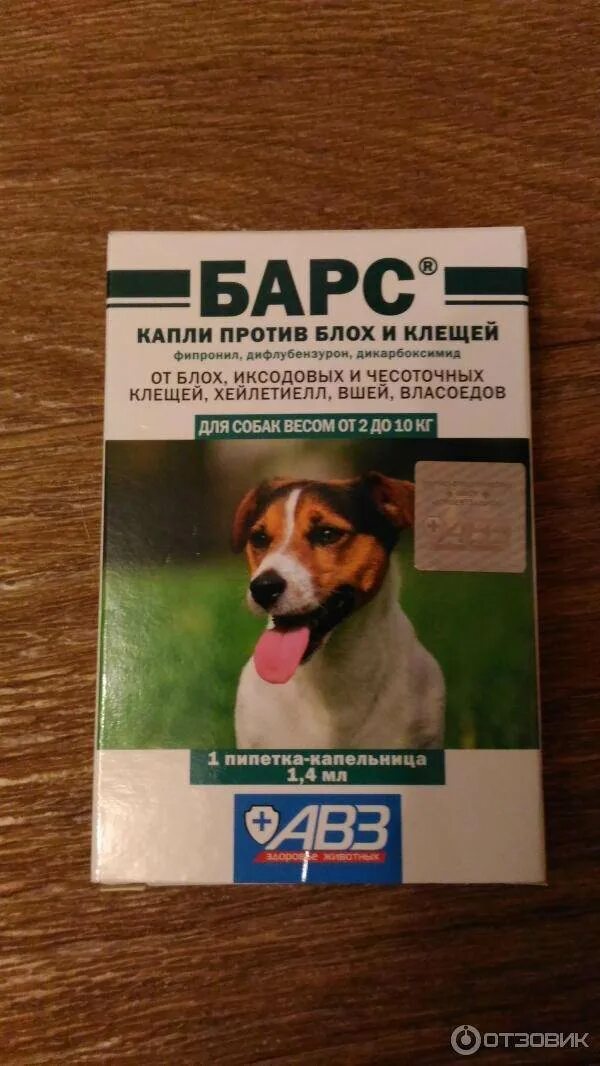 БАРС®
КАПЛИ ПРОТИВ БЛОХ И КЛЕЩЕЙ
фипронил, дифлубензурон, дикарбоксимид
ОТ БЛОХ, ИКСОДОВЫХ И ЧЕСОТОЧНЫХ
КЛЕЩЕЙ, ХЕЙЛЕТИЕЛЛ, ВШЕЙ, ВЛАСОЕДОВ
ДЛЯ СОБАК ВЕСОМ ОТ 2 ДО 10 КГ
АВЗ
1 пипетка-капельница
1,4 мл
АВЗ
здоровье животных
ОТЗОВИК